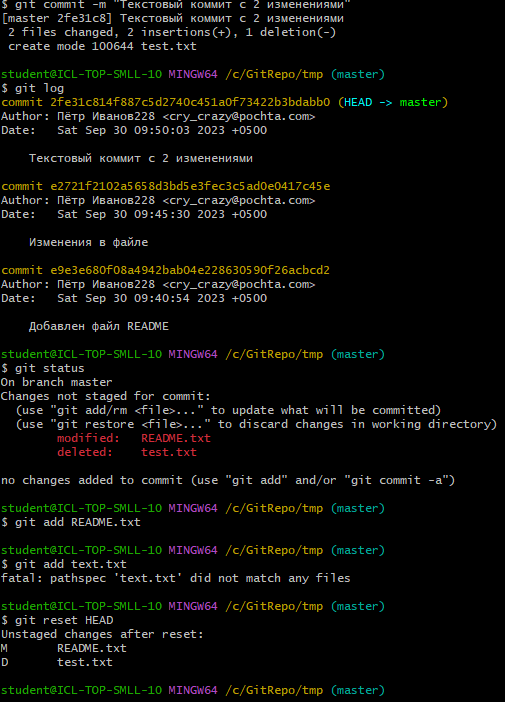 $ git commit -m "Текстовый коммит с 2 изменениями"
[master 2fe31c8] Текстовый коммит с 2 изменениями
 2 files changed, 2 insertions(+), 1 deletion(-)
 create mode 100644 test.txt

student@ICL-TOP-SMLL-10 MINGW64 /c/GitRepo/tmp (master)
$ git log
commit 2fe31c814f887c5d2740c451a0f73422b3bdabb0 (HEAD -> master)
Author: Пётр Иванов228 <cry_crazy@pochta.com>
Date:   Sat Sep 30 09:50:03 2023 +0500

    Текстовый коммит с 2 изменениями

commit e2721f2102a5658d3bd5e3fec3c5ad0e0417c45e
Author: Пётр Иванов228 <cry_crazy@pochta.com>
Date:   Sat Sep 30 09:45:30 2023 +0500

    Изменения в файле

commit e9e3e680f08a4942bab04e228630590f26acbcd2
Author: Пётр Иванов228 <cry_crazy@pochta.com>
Date:   Sat Sep 30 09:40:54 2023 +0500

    Добавлен файл README

student@ICL-TOP-SMLL-10 MINGW64 /c/GitRepo/tmp (master)
$ git status
On branch master
Changes not staged for commit:
  (use "git add/rm <file>..." to update what will be committed)
  (use "git restore <file>..." to discard changes in working directory)
        modified:   README.txt
        deleted:    test.txt

no changes added to commit (use "git add" and/or "git commit -a")

student@ICL-TOP-SMLL-10 MINGW64 /c/GitRepo/tmp (master)
$ git add README.txt

student@ICL-TOP-SMLL-10 MINGW64 /c/GitRepo/tmp (master)
$ git add text.txt
fatal: pathspec 'text.txt' did not match any files

student@ICL-TOP-SMLL-10 MINGW64 /c/GitRepo/tmp (master)
$ git reset HEAD
Unstaged changes after reset:
M       README.txt
D       test.txt

student@ICL-TOP-SMLL-10 MINGW64 /c/GitRepo/tmp (master)